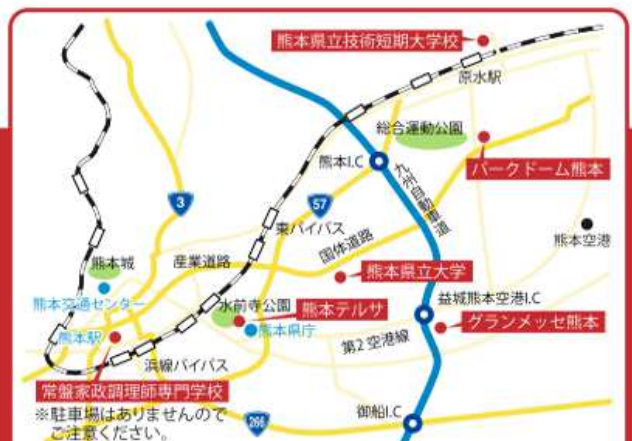 熊本県立技術短期大学校
原水駅
総合運動公園
熊本I.C
パークドーム熊本
九州自動車道
3
57
東バイパス
国体道路
熊本空港
熊本城
産業道路
熊本県立大学
熊本交通センター
水前寺公園
熊本テルサ
益城熊本空港I.C
熊本駅
熊本県庁
グランメッセ熊本
第2空港線
浜線バイパス
常盤家政調理師専門学校
※駐車場はありませんので
ご注意ください。
266
御船I.C